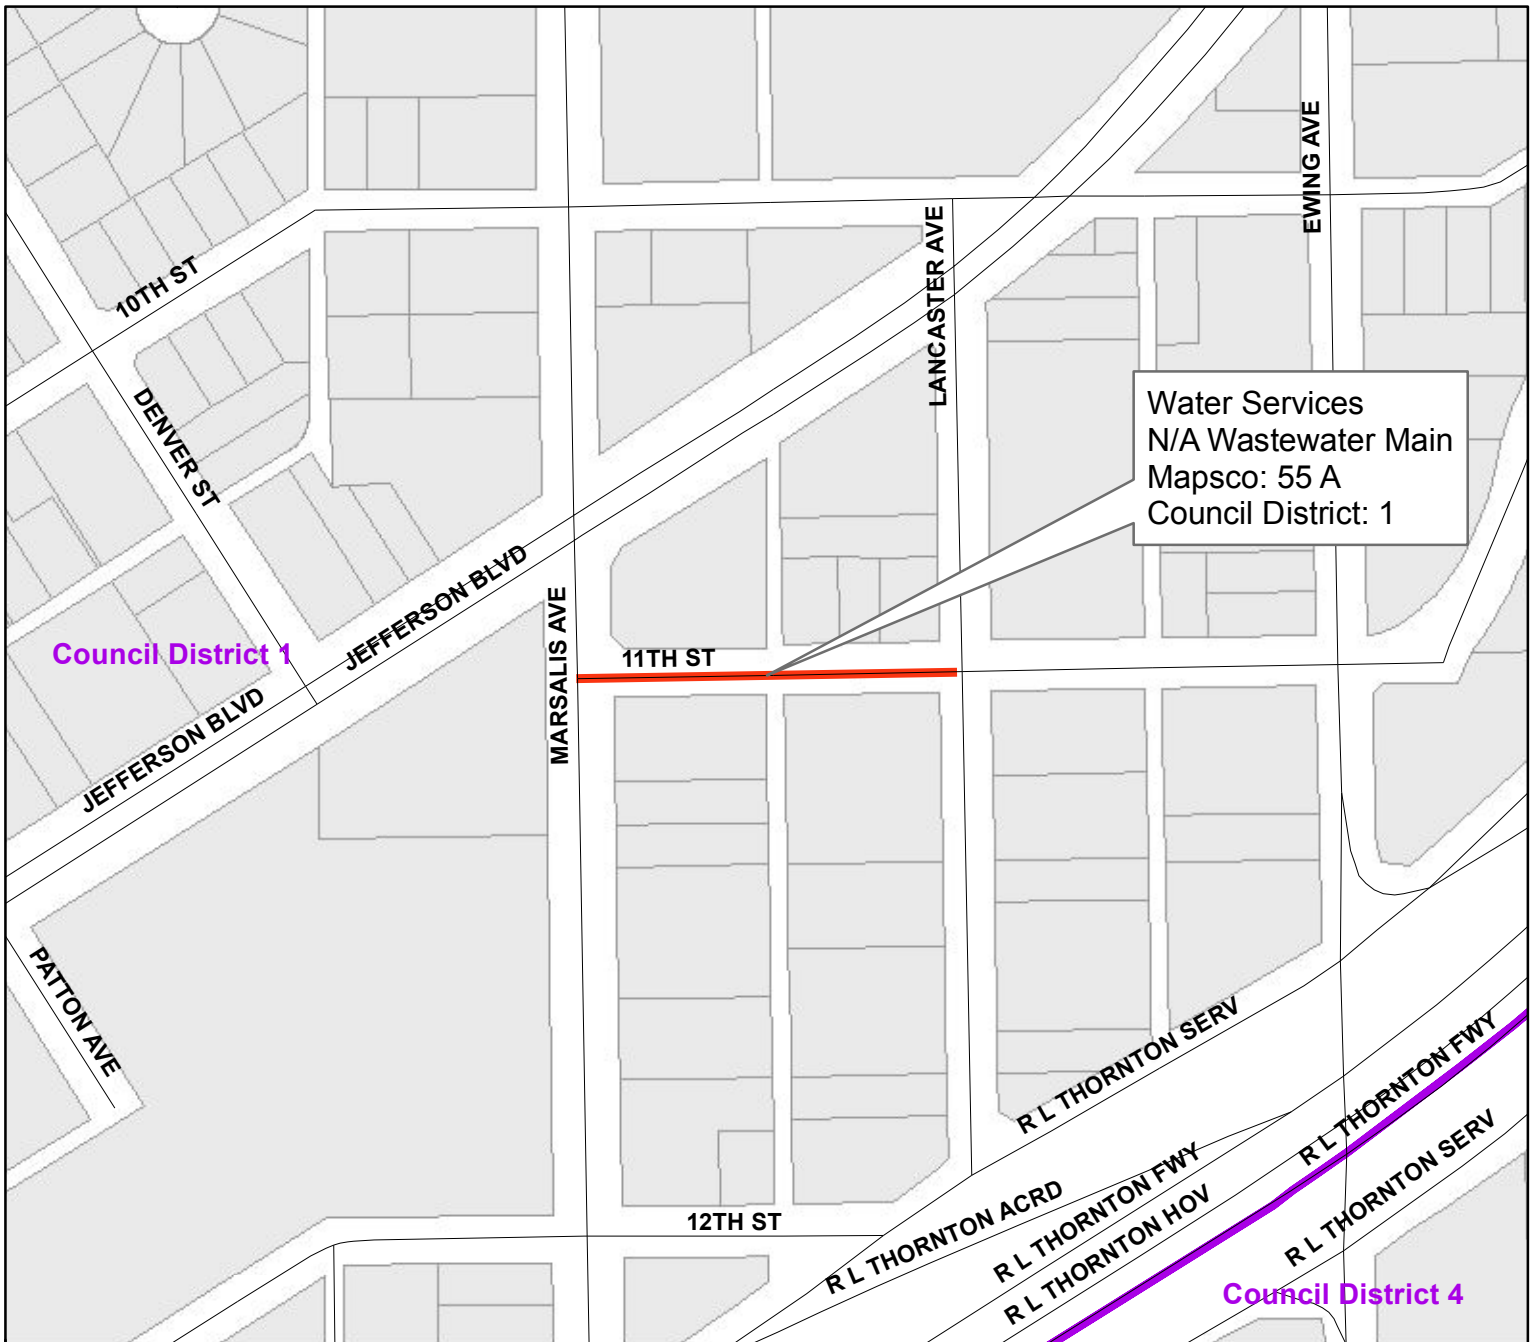 EWING AVE
LANCASTER AVE
10TH ST
DENVER ST
Water Services
N/A Wastewater Main
Mapsco: 55 A
Council District: 1
JEFFERSON BLVD
MARSALIS AVE
Council District 1
11TH ST
JEFFERSON BLVD
PATTON AVE
R L THORNTON SERV
R L THORNTON FWY
R L THORNTON SERV
R L THORNTON FWY
R L THORNTON ACRD
R L THORNTON HOV
12TH ST
Council District 4